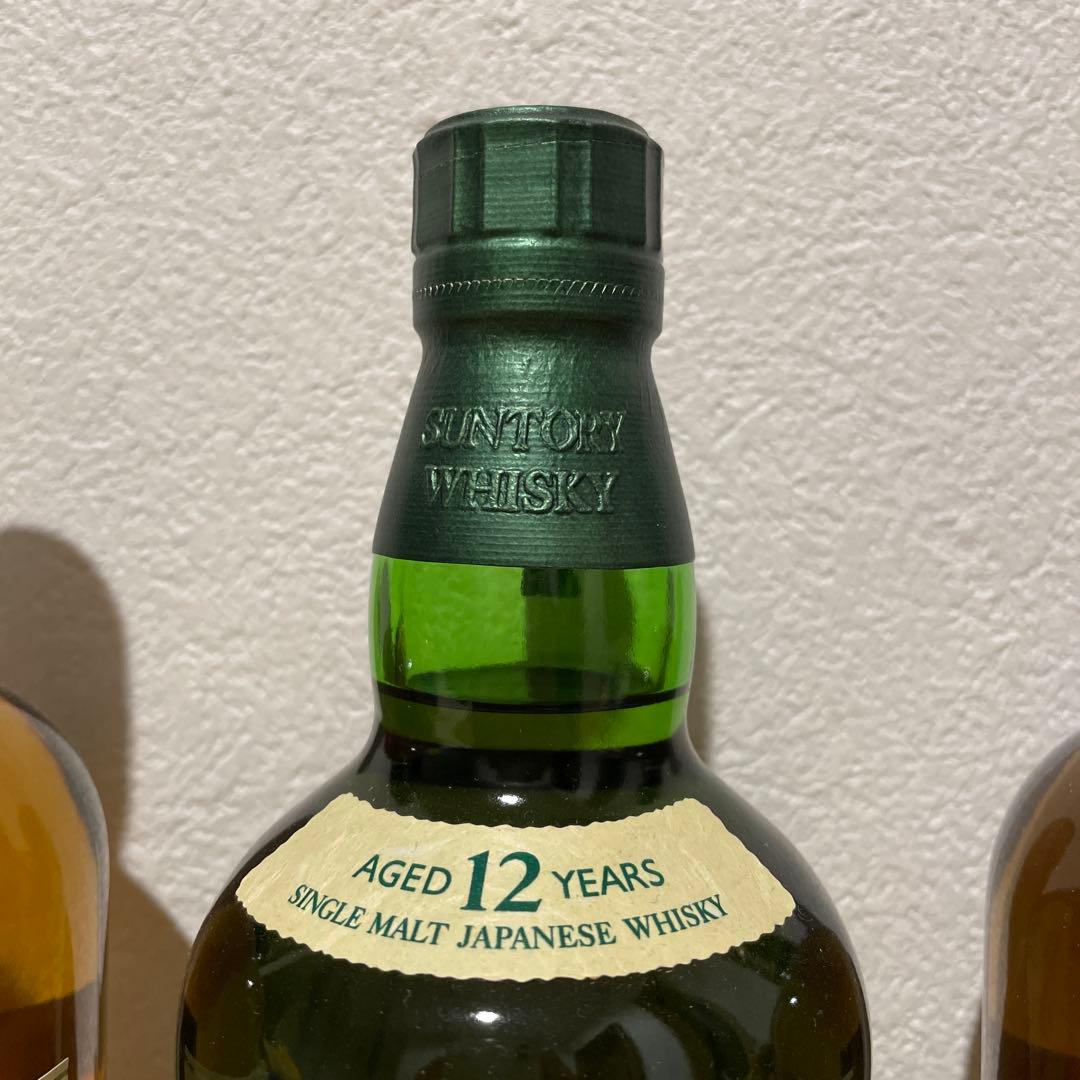 SUNTORY
WHISKY
AGED 12 YEARS
SINGLE MALT JAPANESE WHISKY